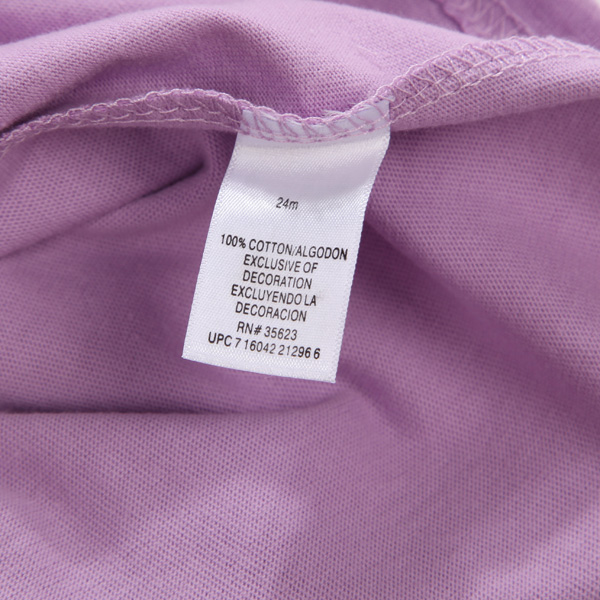 24m
100% COTTON/ALGODON
EXCLUSIVE OF
DECORATION
EXCLUYENDO LA
DECORACION
RN# 35623
UPC 7 16042 21296 6